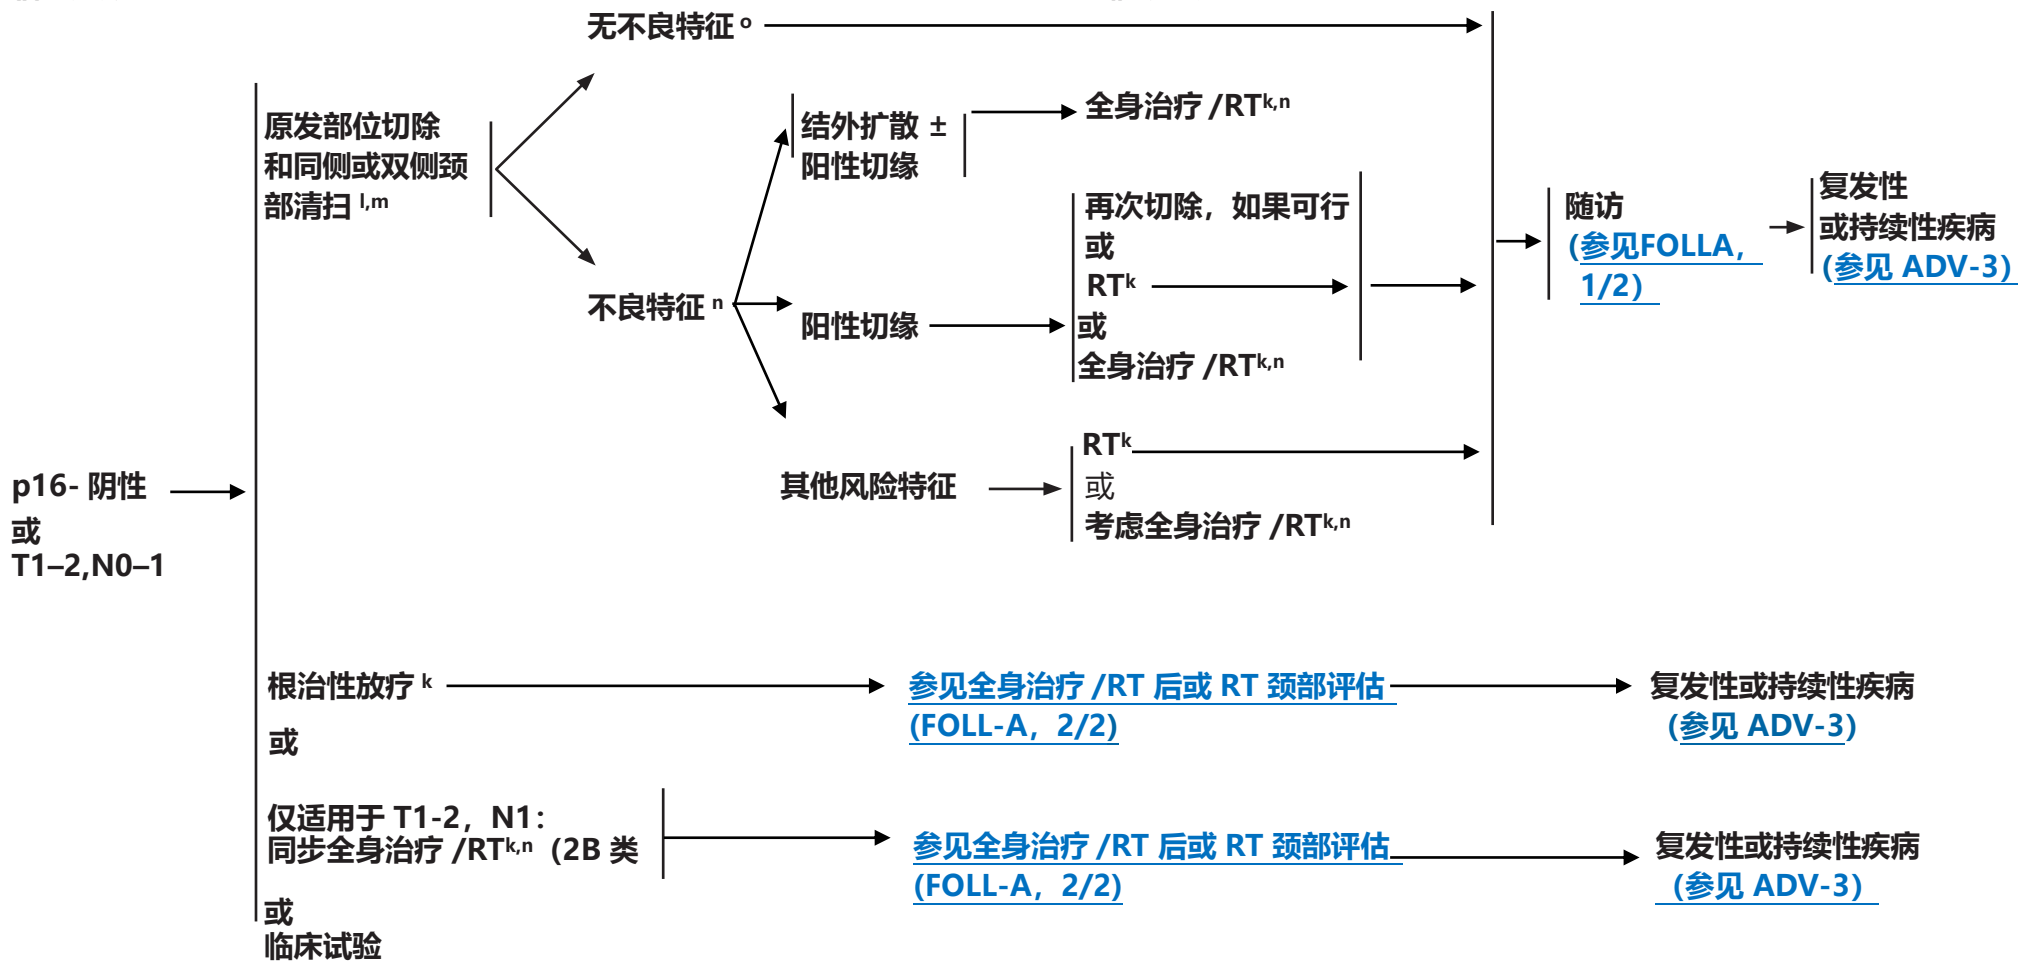 无不良特征 o
原发部位切除
和同侧或双侧颈
部清扫 l,m
不良特征 n
结外扩散 ±
阳性切缘
全身治疗 /RTk,n
阳性切缘
再次切除，如果可行
或
RTk
或
全身治疗 /RTk,n
其他风险特征
RTk
或
考虑全身治疗 /RTk,n
随访
(参见FOLLA，
1/2)
复发性
或持续性疾病
(参见 ADV-3)
p16- 阴性
或
T1–2,N0–1
根治性放疗 k
参见全身治疗 /RT 后或 RT 颈部评估
(FOLL-A，2/2)
复发性或持续性疾病
(参见 ADV-3)
或
仅适用于 T1-2，N1：
同步全身治疗 /RTk,n（2B 类
参见全身治疗 /RT 后或 RT 颈部评估
(FOLL-A，2/2)
复发性或持续性疾病
(参见 ADV-3)
或
临床试验